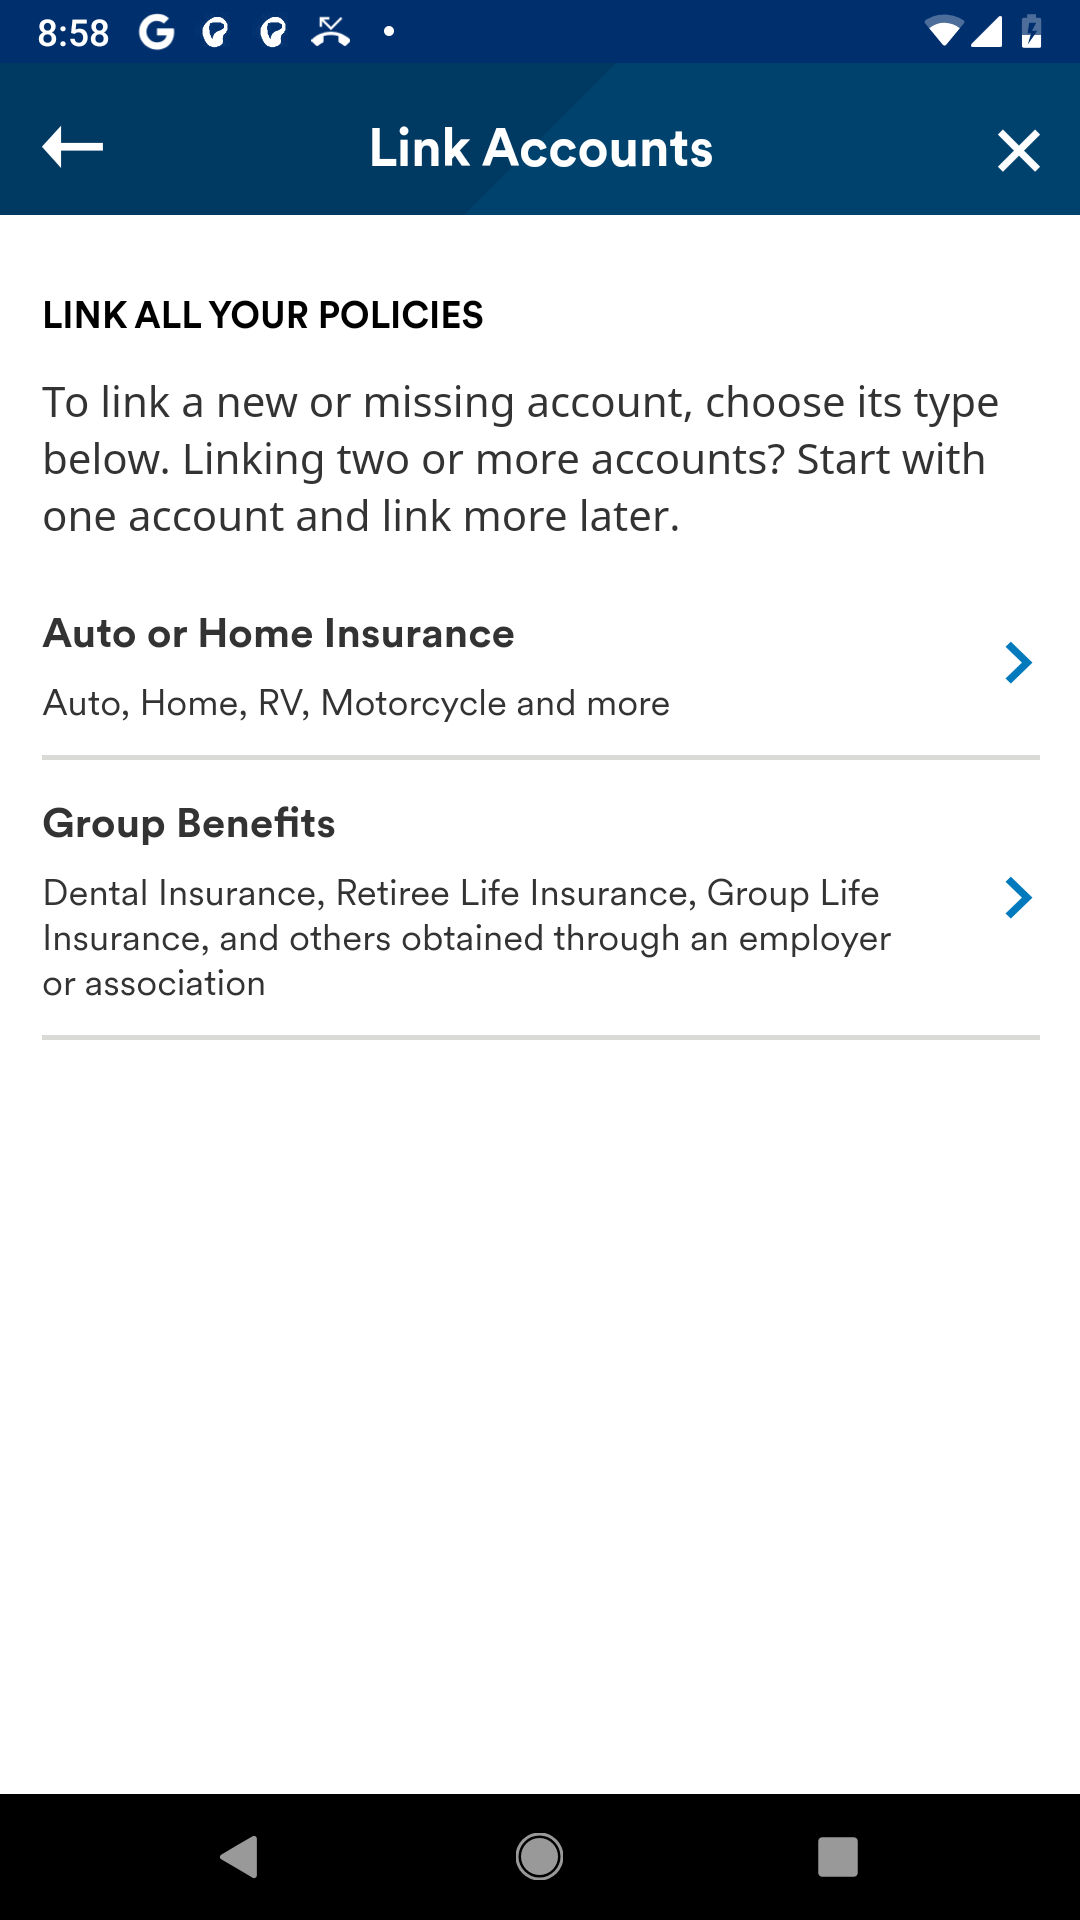 8:58
Link Accounts
LINK ALL YOUR POLICIES
To link a new or missing account, choose its type
below. Linking two or more accounts? Start with
one account and link more later.
Auto or Home Insurance
Auto, Home, RV, Motorcycle and more
Group Benefits
Dental Insurance, Retiree Life Insurance, Group Life
Insurance, and others obtained through an employer
or association